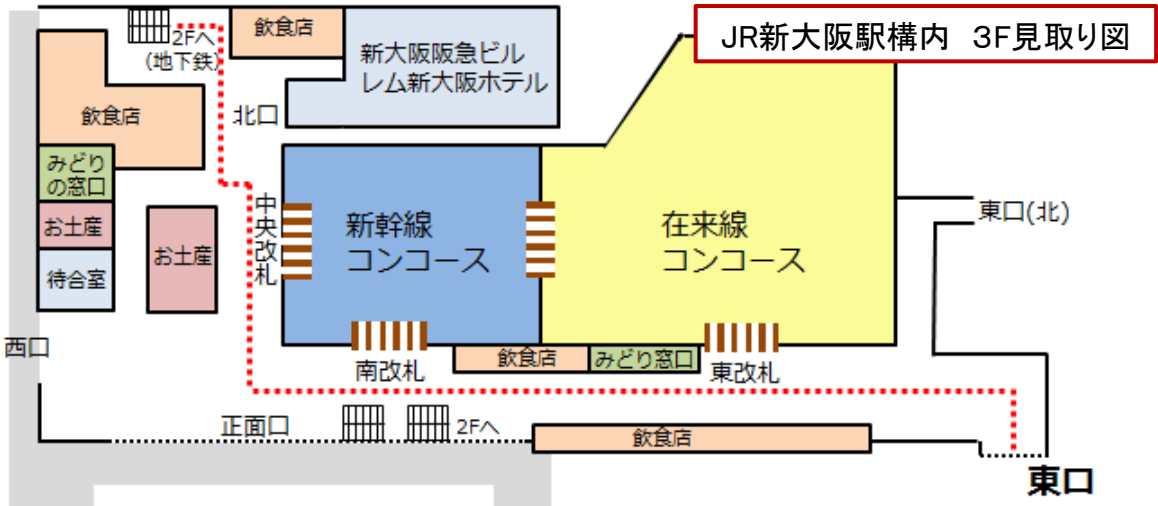 JR新大阪駅構内　3F見取り図
2Fへ
(地下鉄)
飲食店
新大阪阪急ビル
レム新大阪ホテル
飲食店
北口
みどり
の窓口
お土産
待合室
お土産
中央改札
新幹線
コンコース
在来線
コンコース
東口(北)
西口
南改札
飲食店
みどり窓口
東改札
正面口
2Fへ
飲食店
東口